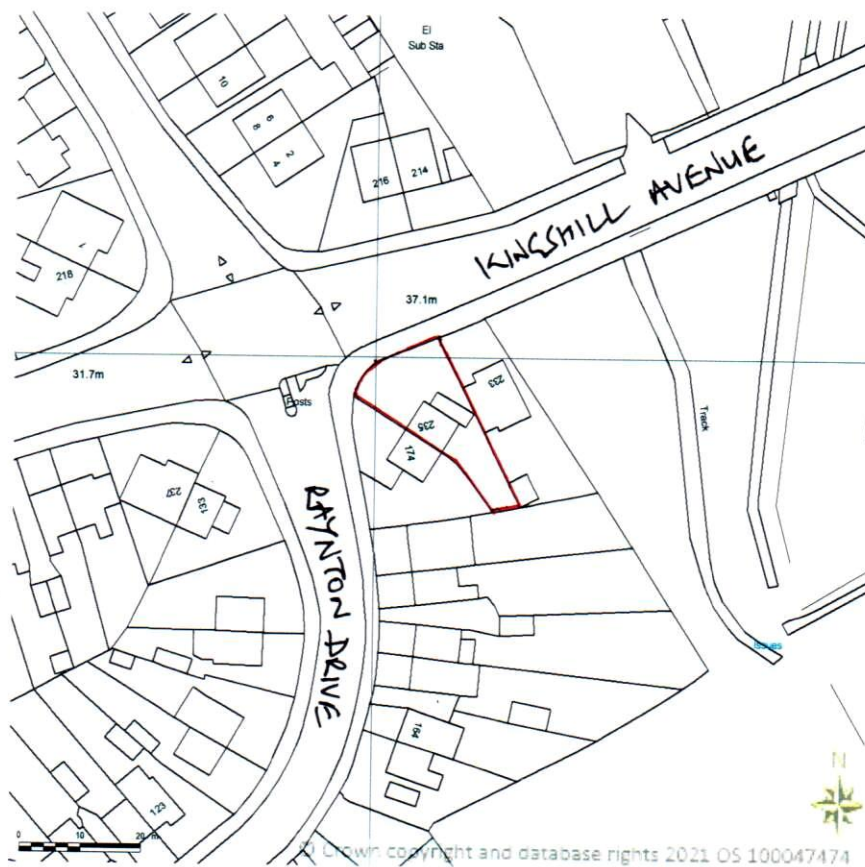 El
Sub Sta
10
6
8
2
4
216
214
KINGSHILL AVENUE
218
37.1m
31.7m
Posts
233
235
174
Track
237
133
RAYNTON DRIVE
Issues
164
123
N
0 10 20 m
© Crown copyright and database rights 2021 OS 100047474